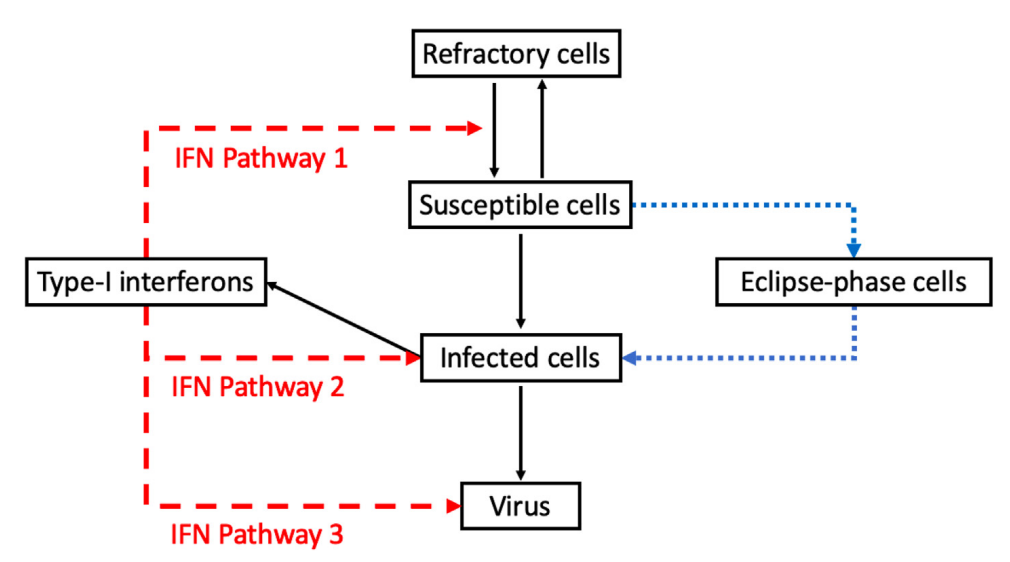 Refractory cells
IFN Pathway 1
Susceptible cells
Type-I interferons
Eclipse-phase cells
Infected cells
IFN Pathway 2
Virus
IFN Pathway 3